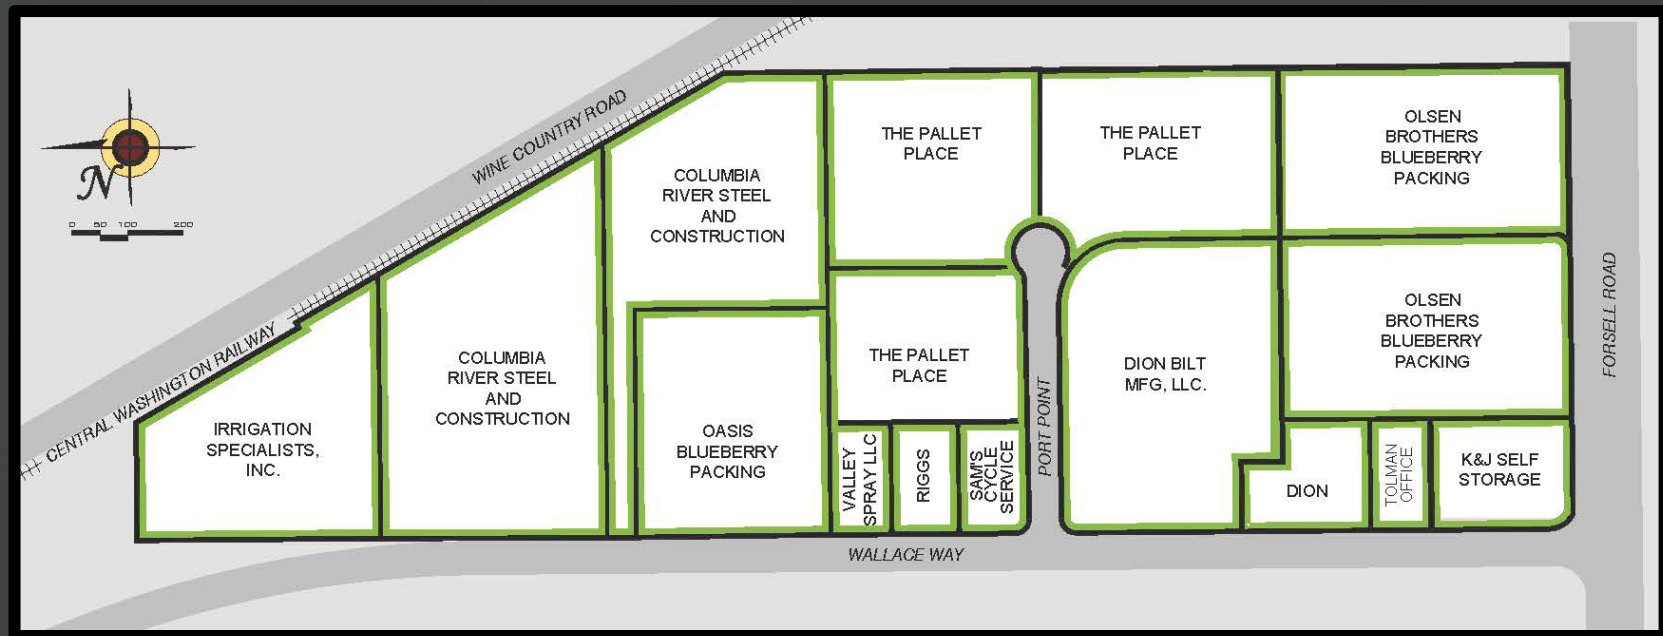 WINE COUNTRY ROAD
CENTRAL WASHINGTON RAILWAY
N
0 50 100 200
COLUMBIA
RIVER STEEL
AND
CONSTRUCTION
THE PALLET
PLACE
THE PALLET
PLACE
OLSEN
BROTHERS
BLUEBERRY
PACKING
IRRIGATION
SPECIALISTS,
INC.
COLUMBIA
RIVER STEEL
AND
CONSTRUCTION
OASIS
BLUEBERRY
PACKING
THE PALLET
PLACE
VALLEY
SPRAY LLC
RIGGS
SAM'S
CYCLE
SERVICE
PORT POINT
DION BILT
MFG, LLC.
OLSEN
BROTHERS
BLUEBERRY
PACKING
DION
TOLMAN
OFFICE
K&J SELF
STORAGE
FORSELL ROAD
WALLACE WAY